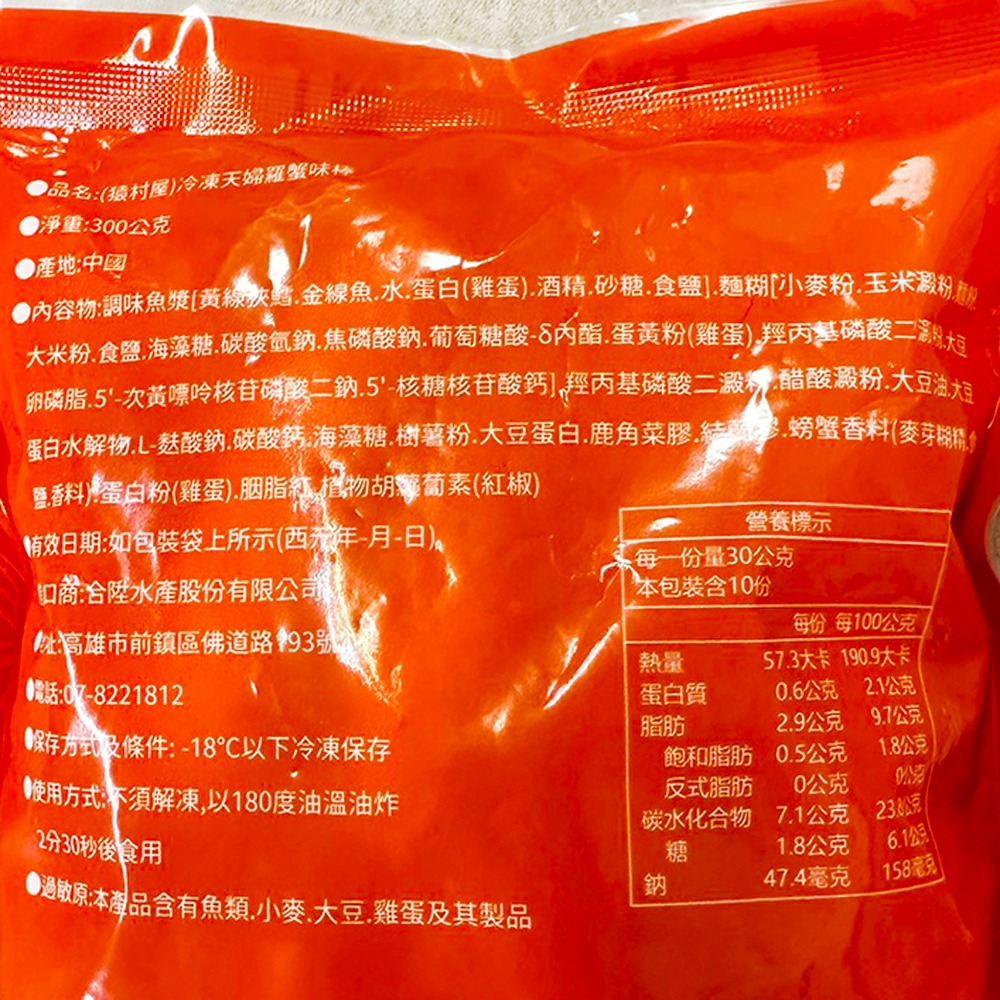 ●品名:(猿村屋)冷凍天婦羅蟹味棒
●淨重:300公克
●產地:中國
●內容物:調味魚漿[黃線狹鱈.金線魚.水.蛋白(雞蛋).酒精.砂糖.食鹽].麵糊[小麥粉.玉米澱粉
大米粉.食鹽.海藻糖.碳酸氫鈉.焦磷酸鈉.葡萄糖酸-δ內酯.蛋黃粉(雞蛋).羥丙基磷酸二澱粉.大豆
卵磷脂.5'-次黃嘌呤核苷磷酸二鈉.5'-核糖核苷酸鈣].羥丙基磷酸二澱粉.醋酸澱粉.大豆油.大豆
蛋白水解物.L-麩酸鈉.碳酸鈣.海藻糖.樹薯粉.大豆蛋白.鹿角菜膠.螃蟹香料(麥芽糊精.
鹽.香料).蛋白粉(雞蛋).胭脂紅.植物胡蘿蔔素(紅椒)
有效日期:如包裝袋上所示(西元年-月-日)
口商:合陞水產股份有限公司
址:高雄市前鎮區佛道路193號
●電話:07-8221812
●保存方式及條件: -18℃以下冷凍保存
●使用方式:不須解凍,以180度油溫油炸
2分30秒後食用
●過敏原:本產品含有魚類.小麥.大豆.雞蛋及其製品
營養標示
每一份量30公克
本包裝含10份
每份 每100公克
熱量 57.3大卡 190.9大卡
蛋白質 0.6公克 2.1公克
脂肪 2.9公克 9.7公克
飽和脂肪 0.5公克 1.8公克
反式脂肪 0公克 0公克
碳水化合物 7.1公克 23.8公克
糖 1.8公克 6.1公克
鈉 47.4毫克 158毫克